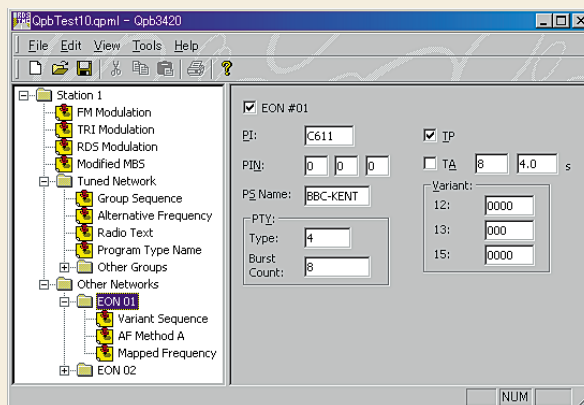 QpbTest10.qpml - Qpb3420
File Edit View Tools Help
Station 1
FM Modulation
TRI Modulation
RDS Modulation
Modified MBS
Tuned Network
Group Sequence
Alternative Frequency
Radio Text
Program Type Name
Other Groups
Other Networks
EON 01
Variant Sequence
AF Method A
Mapped Frequency
EON 02
EON #01
PI: C611
PIN: 0 0 0
PS Name: BBC-KENT
PTY:
Type: 4
Burst Count: 8
TP
TA 8 4.0 s
Variant:
12: 0000
13: 000
15: 0000
NUM